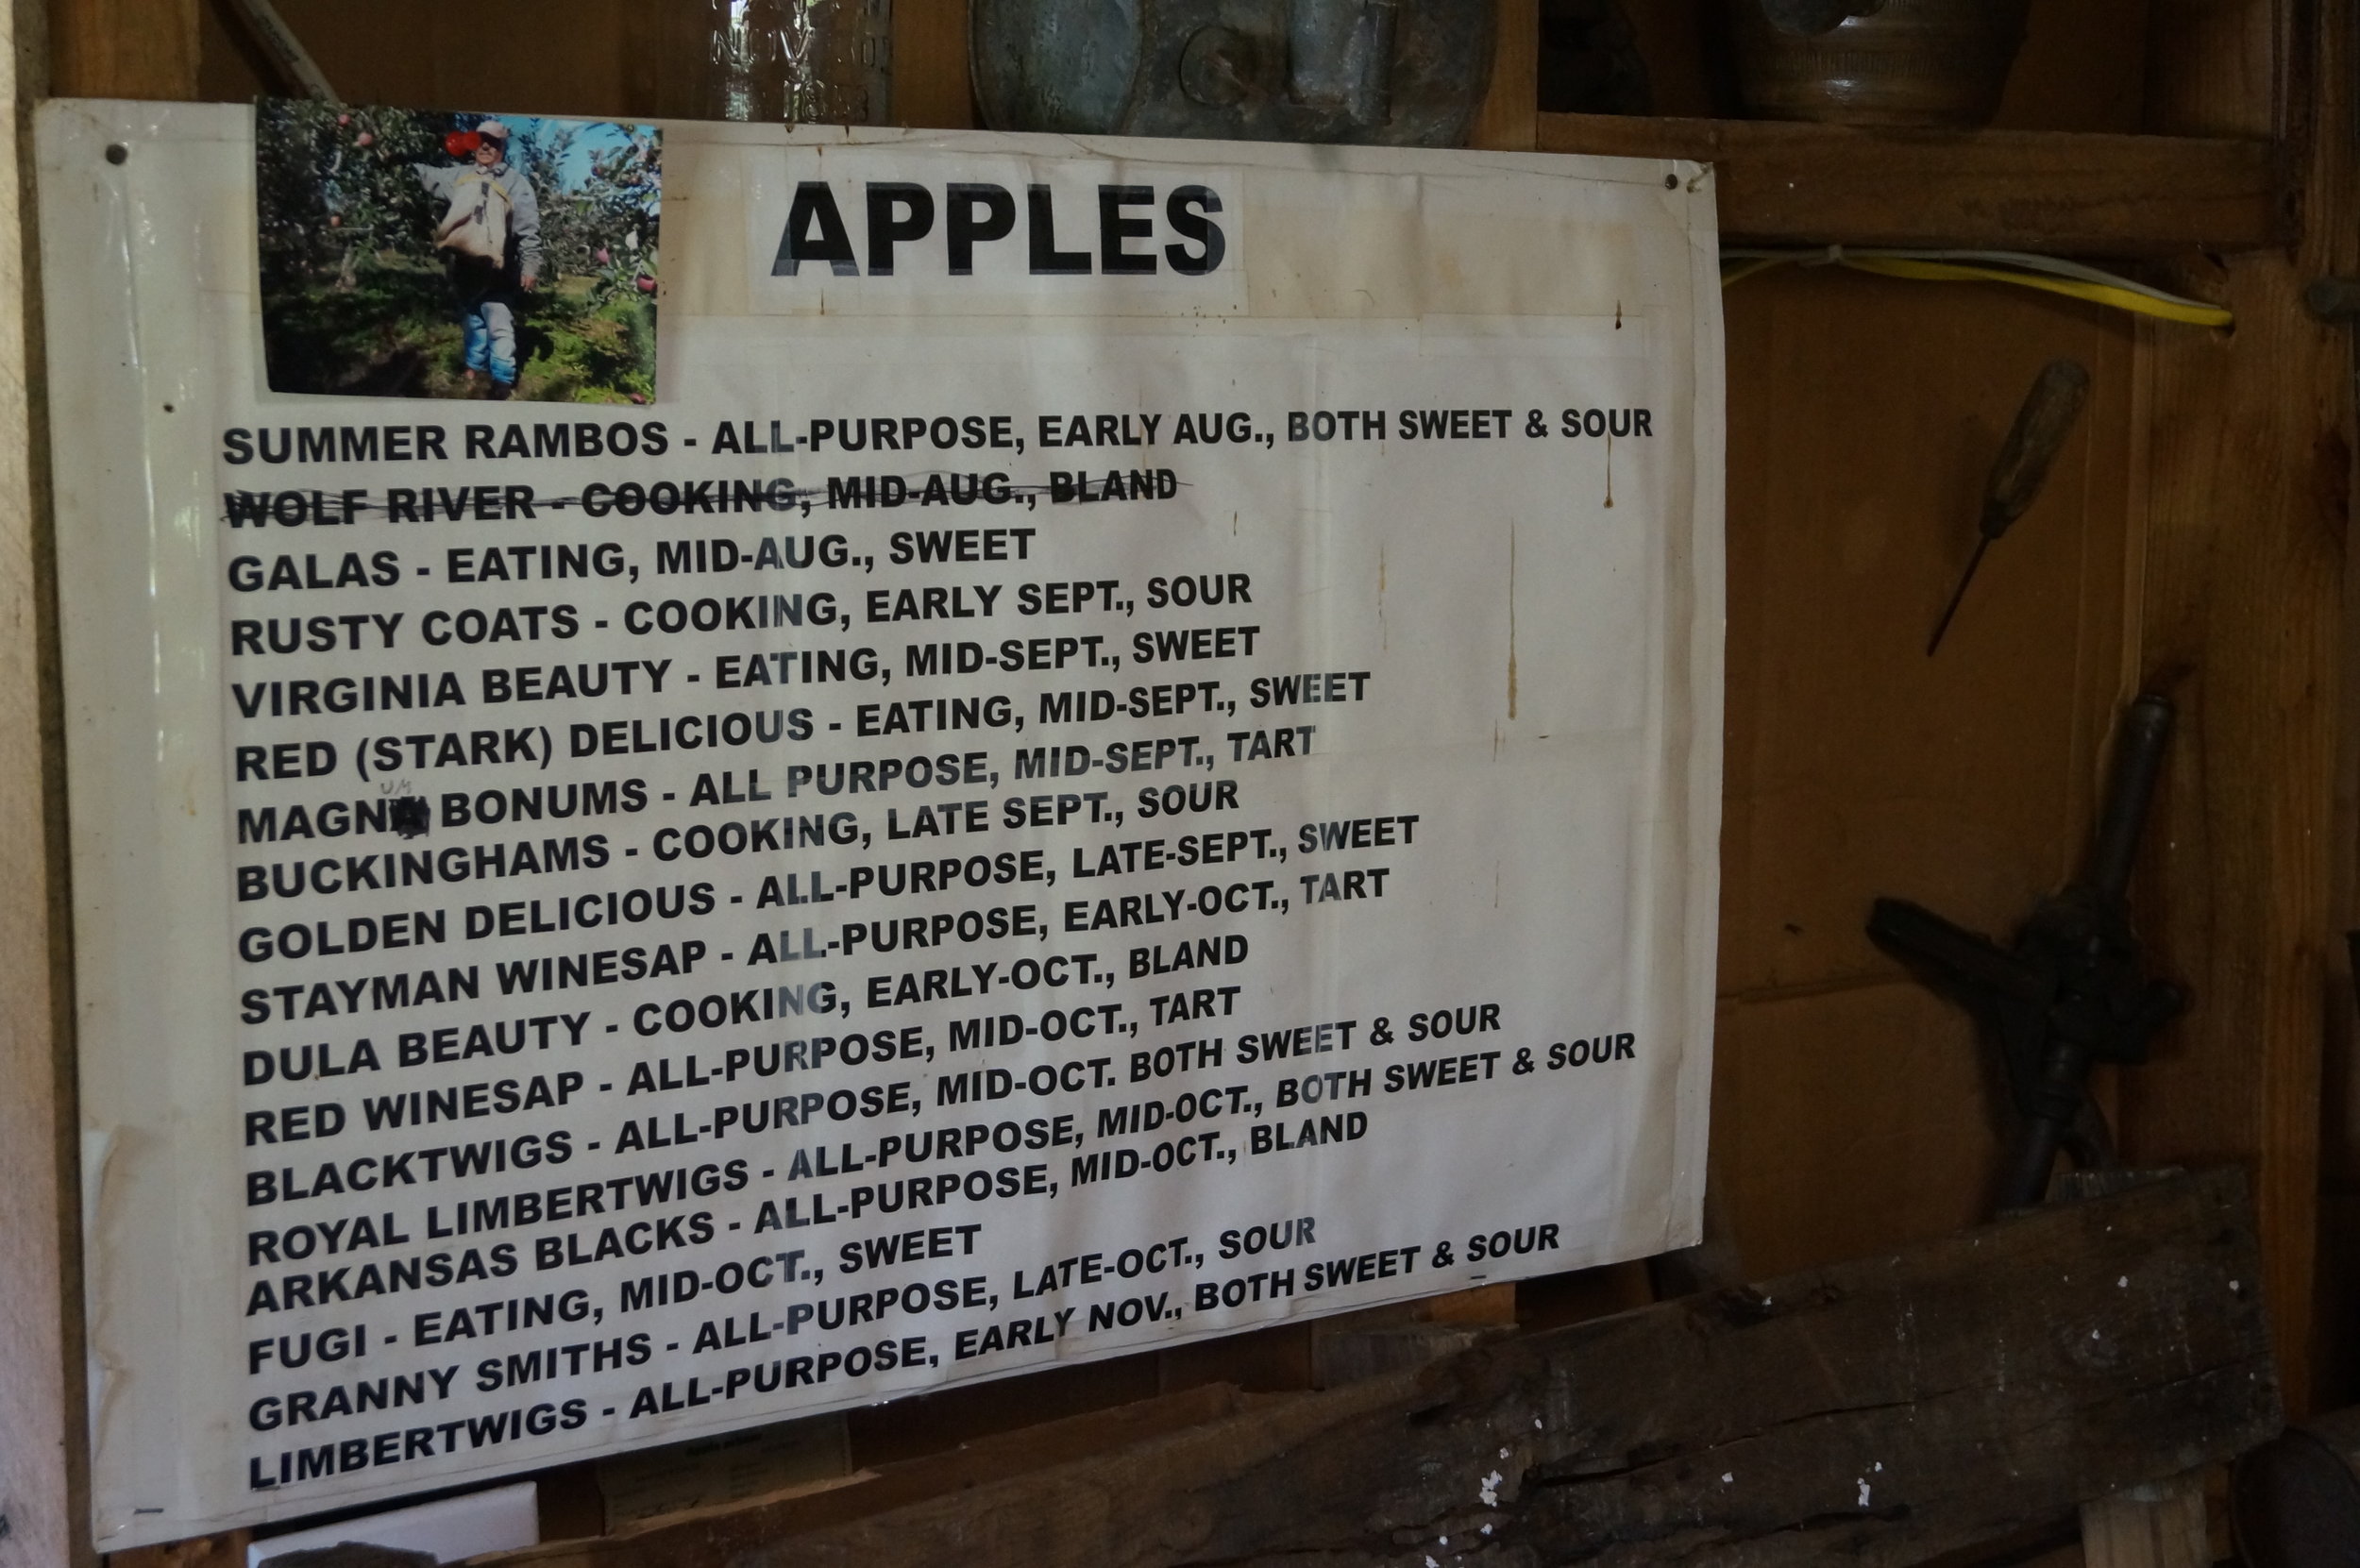 APPLES
SUMMER RAMBOS - ALL-PURPOSE, EARLY AUG., BOTH SWEET & SOUR
WOLF RIVER - COOKING, MID-AUG., BLAND
GALAS - EATING, MID-AUG., SWEET
RUSTY COATS - COOKING, EARLY SEPT., SOUR
VIRGINIA BEAUTY - EATING, MID-SEPT., SWEET
RED (STARK) DELICIOUS - EATING, MID-SEPT., SWEET
MAGNUM BONUMS - ALL PURPOSE, MID-SEPT., TART
BUCKINGHAMS - COOKING, LATE SEPT., SOUR
GOLDEN DELICIOUS - ALL-PURPOSE, LATE-SEPT., SWEET
STAYMAN WINESAP - ALL-PURPOSE, EARLY-OCT., TART
DULA BEAUTY - COOKING, EARLY-OCT., BLAND
RED WINESAP - ALL-PURPOSE, MID-OCT., TART
BLACKTWIGS - ALL-PURPOSE, MID-OCT. BOTH SWEET & SOUR
ROYAL LIMBERTWIGS - ALL-PURPOSE, MID-OCT., BOTH SWEET & SOUR
ARKANSAS BLACKS - ALL-PURPOSE, MID-OCT., BLAND
FUGI - EATING, MID-OCT., SWEET
GRANNY SMITHS - ALL-PURPOSE, LATE-OCT., SOUR
LIMBERTWIGS - ALL-PURPOSE, EARLY NOV., BOTH SWEET & SOUR